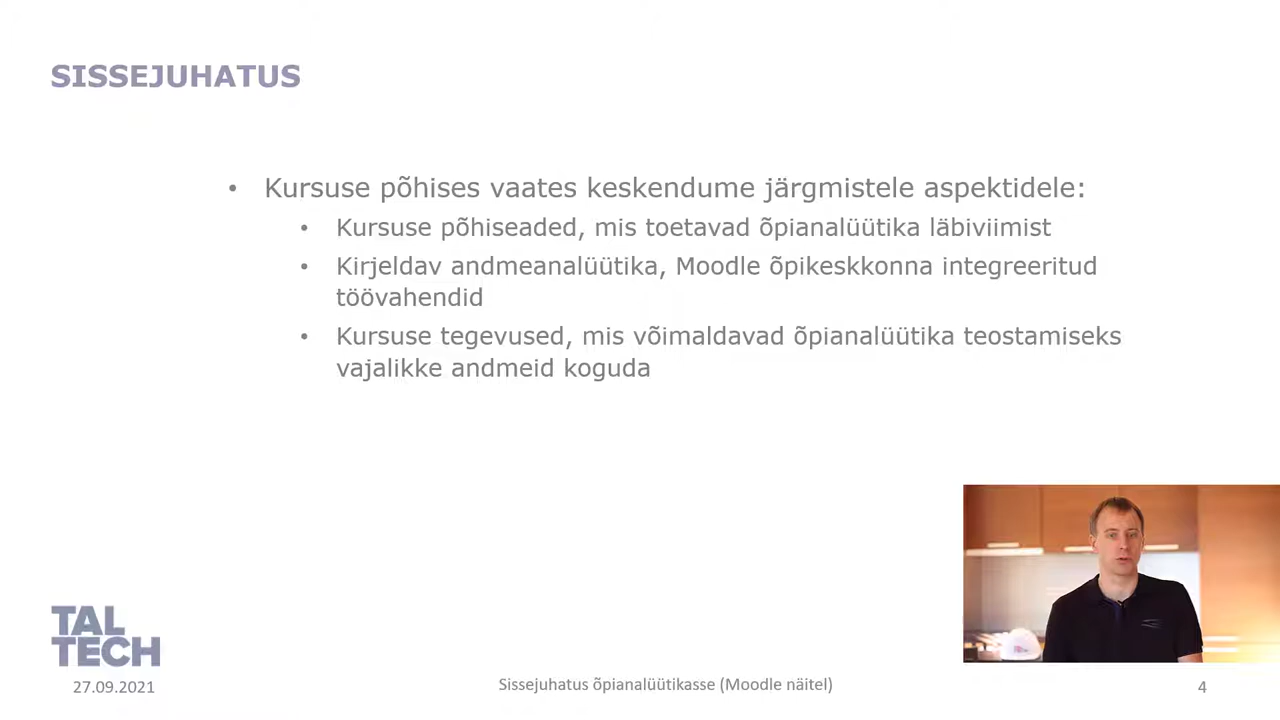 SISSEJUHATUS
• Kursuse põhises vaates keskendume järgmistele aspektidele:
• Kursuse põhiseaded, mis toetavad õpianalüütika läbiviimist
• Kirjeldav andmeanalüütika, Moodle õpikeskkonna integreeritud
töövahendid
• Kursuse tegevused, mis võimaldavad õpianalüütika teostamiseks
vajalikke andmeid koguda
TAL
TECH
27.09.2021
Sissejuhatus õpianalüütikasse (Moodle näitel)
4